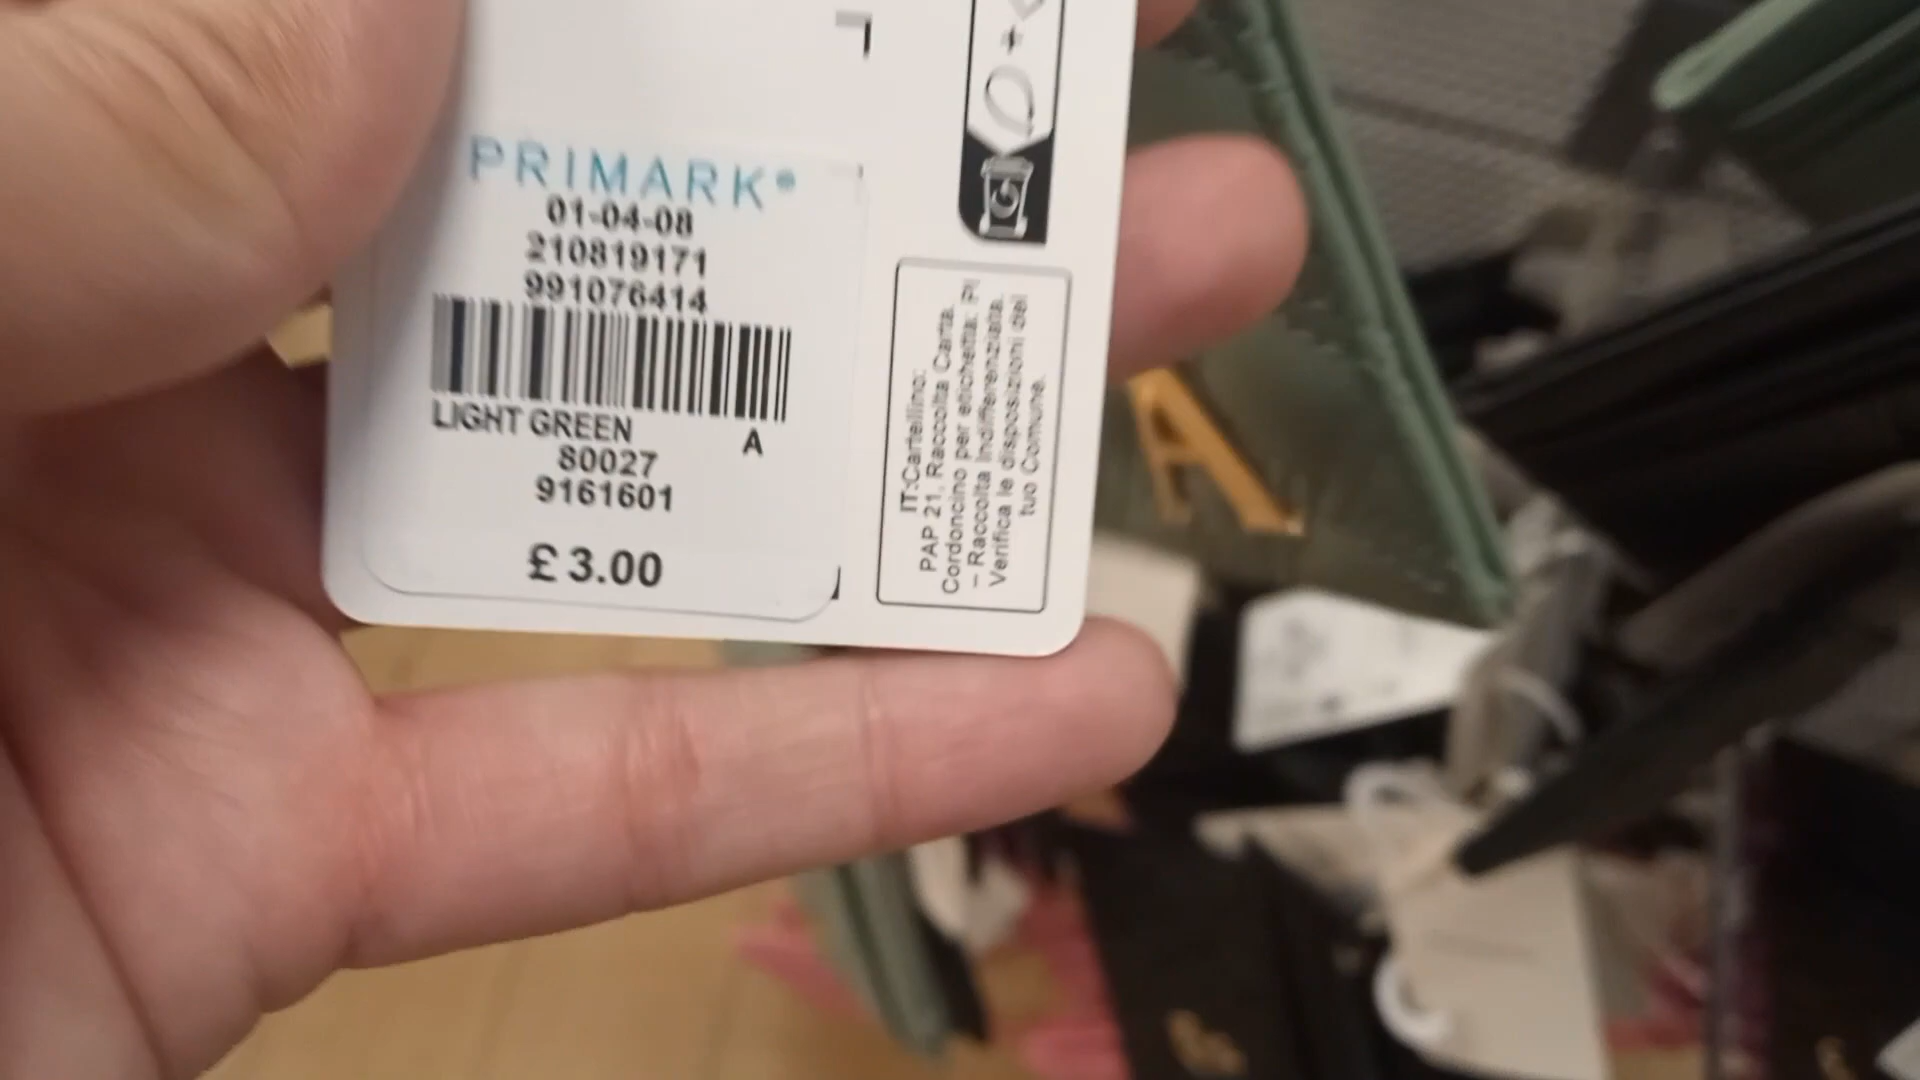 PRIMARK®
01-04-08
210819171
991076414
LIGHT GREEN
A
80027
9161601
£3.00
IT:Cartellino:
PAP 21, Raccolta Carta.
Cordoncino per etichetta: PI
– Raccolta Indifferenziata.
Verifica le disposizioni del
tuo Comune.
A